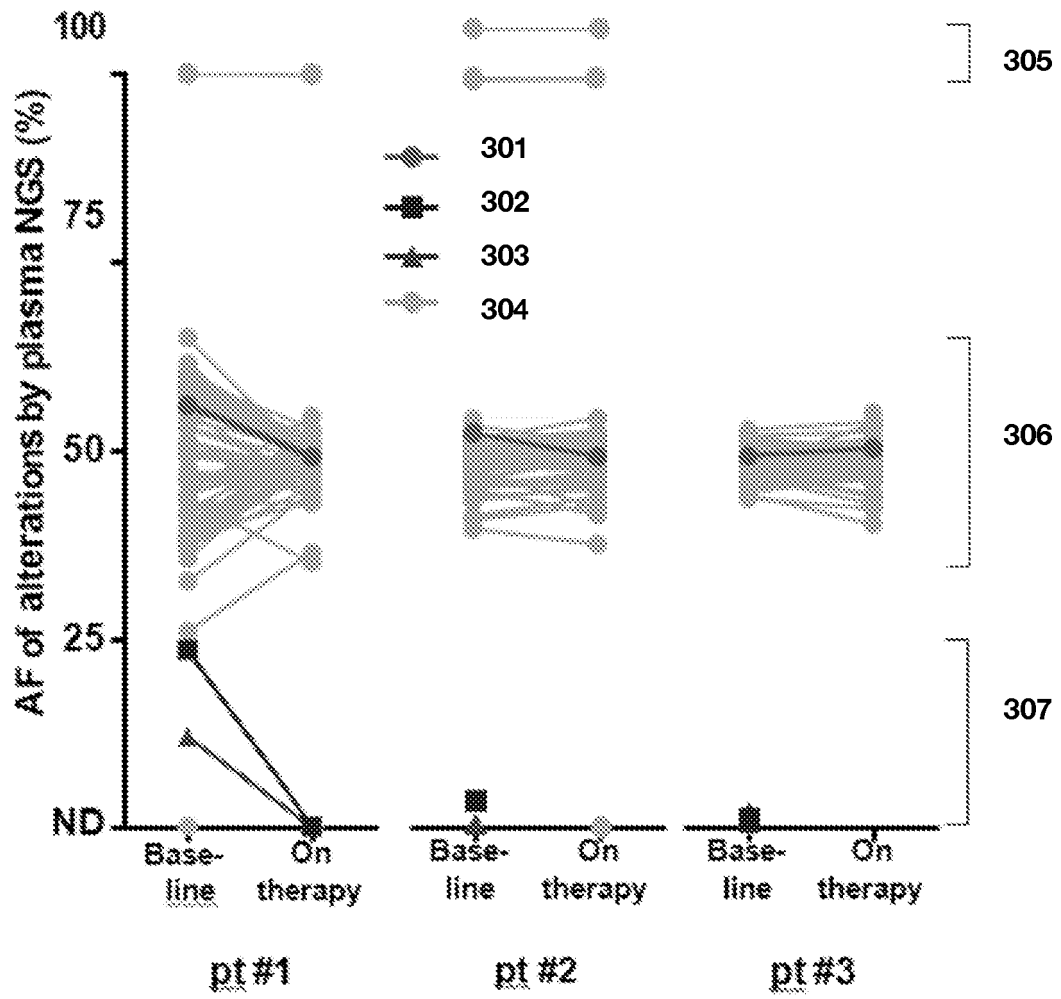 AF of alterations by plasma NGS (%)
100
75
50
25
ND
301
302
303
304
305
306
307
Base-
line
On
therapy
Base-
line
On
therapy
Base-
line
On
therapy
pt #1
pt #2
pt #3